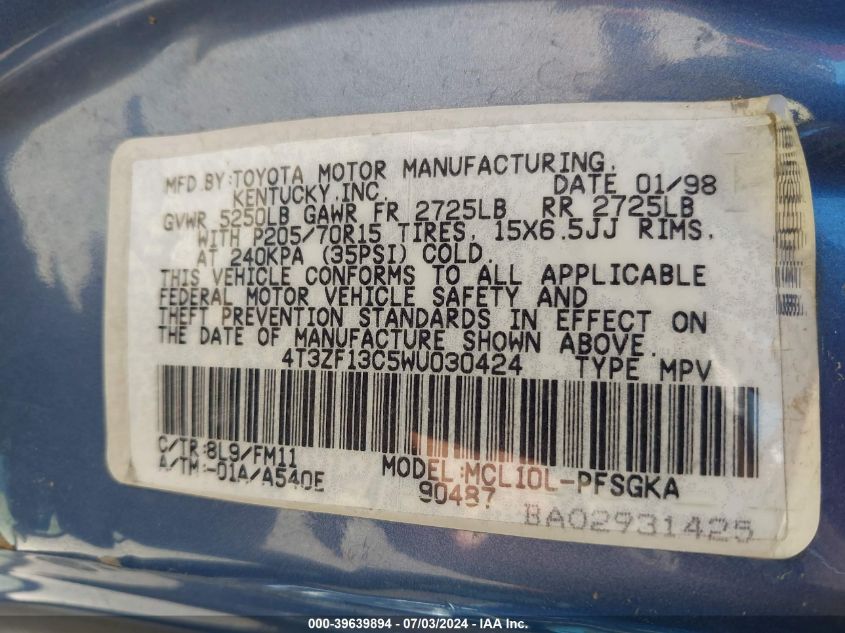 MFD BY:TOYOTA MOTOR MANUFACTURING,
KENTUCKY,INC. DATE 01/98
GVWR 5250LB GAWR FR 2725LB RR 2725LB
WITH P205/70R15 TIRES, 15X6.5JJ RIMS,
AT 240KPA (35PSI) COLD.
THIS VEHICLE CONFORMS TO ALL APPLICABLE
FEDERAL MOTOR VEHICLE SAFETY AND
THEFT PREVENTION STANDARDS IN EFFECT ON
THE DATE OF MANUFACTURE SHOWN ABOVE.
4T3ZF13C5WU030424 TYPE MPV
C/TR:8L9/FM11
A/TM:-01A/A540E
MODEL:MCL10L-PFSGKA
90487
BA02931425
000-39639894 / 07/03/2024 - IAAI, Inc.